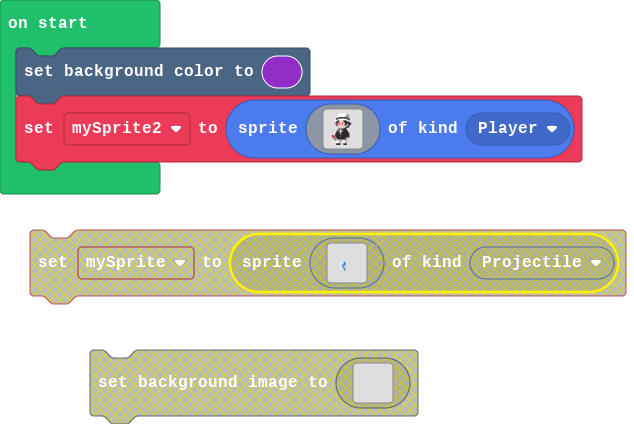 on start
set background color to
set mySprite2 to sprite of kind Player
set mySprite to sprite of kind Projectile
set background image to